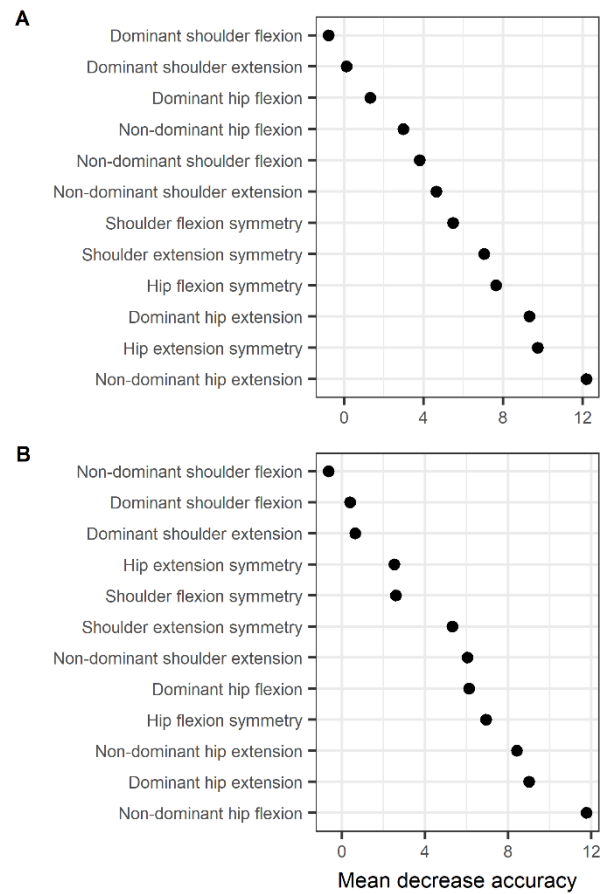 A
Dominant shoulder flexion
Dominant shoulder extension
Dominant hip flexion
Non-dominant hip flexion
Non-dominant shoulder flexion
Non-dominant shoulder extension
Shoulder flexion symmetry
Shoulder extension symmetry
Hip flexion symmetry
Dominant hip extension
Hip extension symmetry
Non-dominant hip extension
0 4 8 12
B
Non-dominant shoulder flexion
Dominant shoulder flexion
Dominant shoulder extension
Hip extension symmetry
Shoulder flexion symmetry
Shoulder extension symmetry
Non-dominant shoulder extension
Dominant hip flexion
Hip flexion symmetry
Non-dominant hip extension
Dominant hip extension
Non-dominant hip flexion
0 4 8 12
Mean decrease accuracy